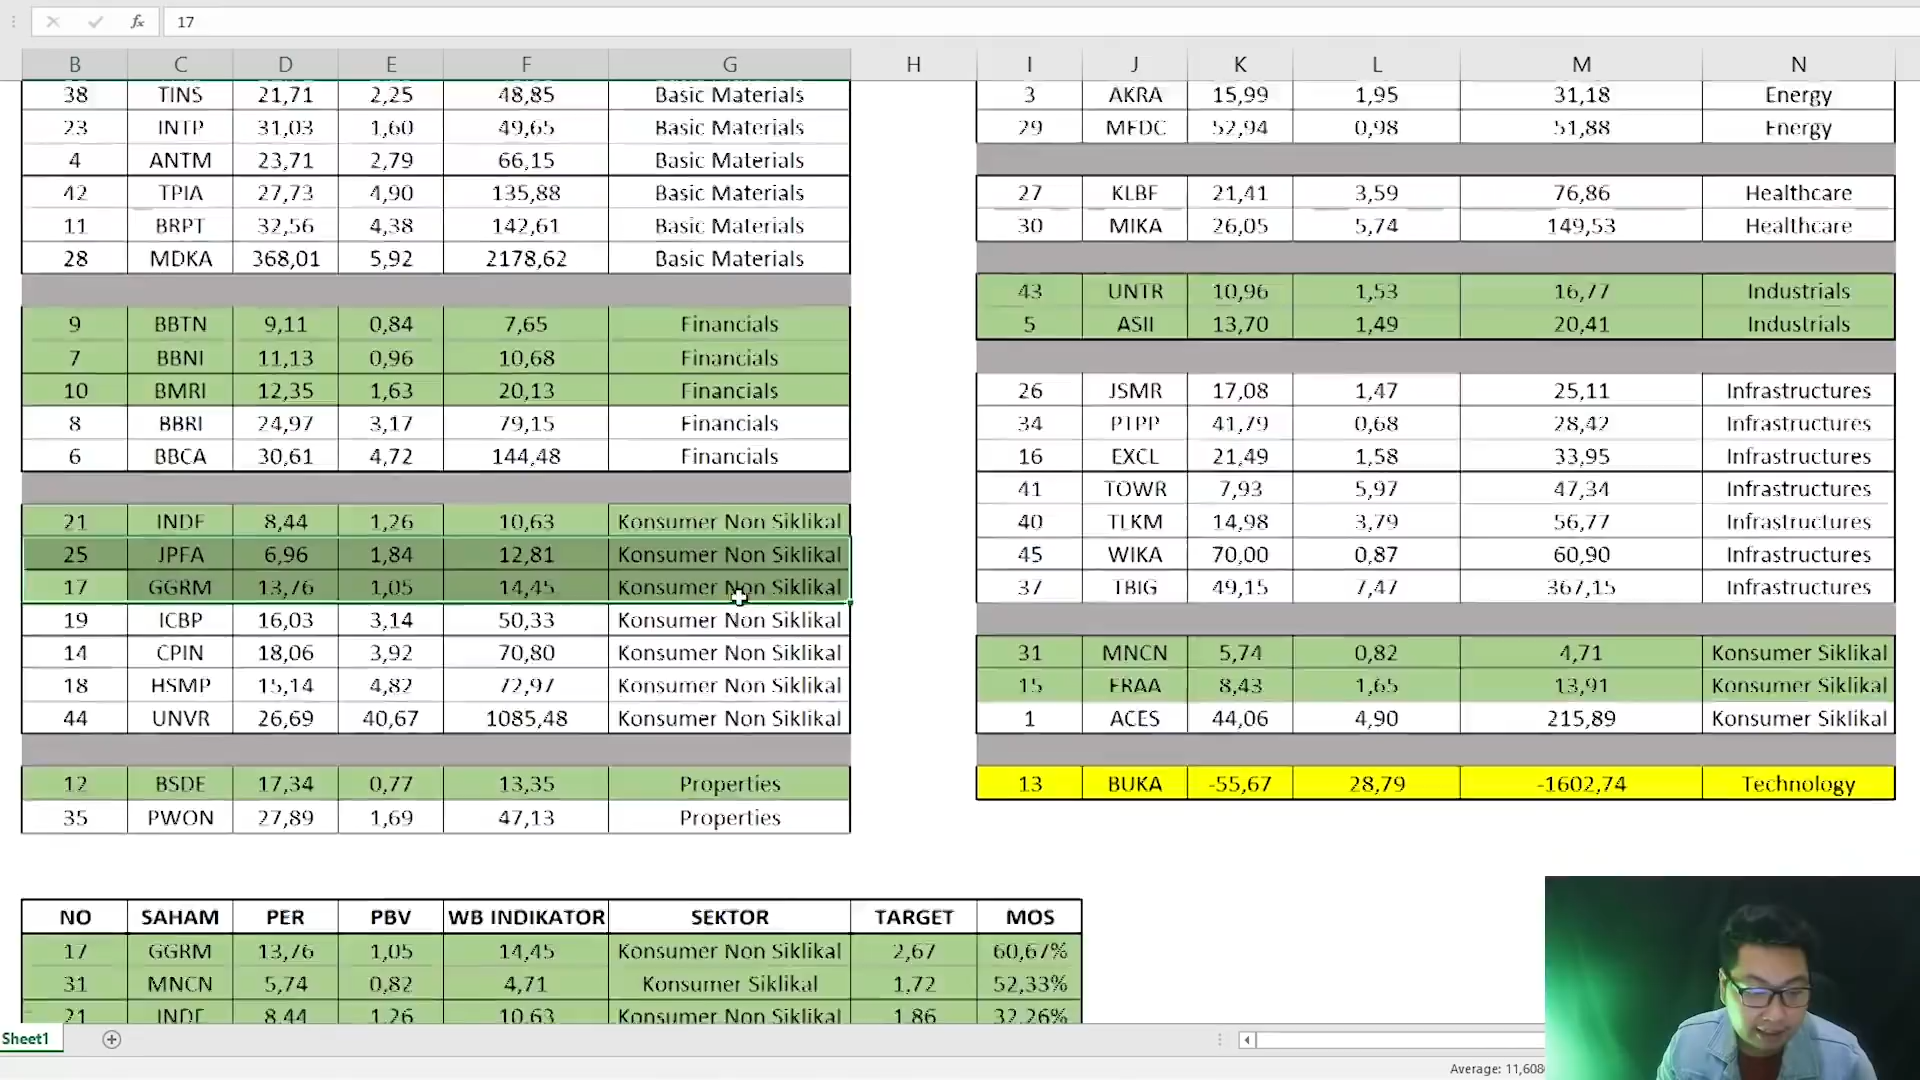 fx 17
B C D E F G H I J K L M N
38 TINS 21,71 2,25 48,85 Basic Materials
23 INTP 31,03 1,60 49,65 Basic Materials
4 ANTM 23,71 2,79 66,15 Basic Materials
42 TPIA 27,73 4,90 135,88 Basic Materials
11 BRPT 32,56 4,38 142,61 Basic Materials
28 MDKA 368,01 5,92 2178,62 Basic Materials
9 BBTN 9,11 0,84 7,65 Financials
7 BBNI 11,13 0,96 10,68 Financials
10 BMRI 12,35 1,63 20,13 Financials
8 BBRI 24,97 3,17 79,15 Financials
6 BBCA 30,61 4,72 144,48 Financials
21 INDF 8,44 1,26 10,63 Konsumer Non Siklikal
25 JPFA 6,96 1,84 12,81 Konsumer Non Siklikal
17 GGRM 13,76 1,05 14,45 Konsumer Non Siklikal
19 ICBP 16,03 3,14 50,33 Konsumer Non Siklikal
14 CPIN 18,06 3,92 70,80 Konsumer Non Siklikal
18 HSMP 15,14 4,82 72,97 Konsumer Non Siklikal
44 UNVR 26,69 40,67 1085,48 Konsumer Non Siklikal
12 BSDE 17,34 0,77 13,35 Properties
35 PWON 27,89 1,69 47,13 Properties
3 AKRA 15,99 1,95 31,18 Energy
29 MEDC 52,94 0,98 51,88 Energy
27 KLBF 21,41 3,59 76,86 Healthcare
30 MIKA 26,05 5,74 149,53 Healthcare
43 UNTR 10,96 1,53 16,77 Industrials
5 ASII 13,70 1,49 20,41 Industrials
26 JSMR 17,08 1,47 25,11 Infrastructures
34 PTPP 41,79 0,68 28,42 Infrastructures
16 EXCL 21,49 1,58 33,95 Infrastructures
41 TOWR 7,93 5,97 47,34 Infrastructures
40 TLKM 14,98 3,79 56,77 Infrastructures
45 WIKA 70,00 0,87 60,90 Infrastructures
37 TBIG 49,15 7,47 367,15 Infrastructures
31 MNCN 5,74 0,82 4,71 Konsumer Siklikal
15 ERAA 8,43 1,65 13,91 Konsumer Siklikal
1 ACES 44,06 4,90 215,89 Konsumer Siklikal
13 BUKA -55,67 28,79 -1602,74 Technology
NO SAHAM PER PBV WB INDIKATOR SEKTOR TARGET MOS
17 GGRM 13,76 1,05 14,45 Konsumer Non Siklikal 2,67 60,67%
31 MNCN 5,74 0,82 4,71 Konsumer Siklikal 1,72 52,33%
21 INDF 8,44 1,26 10,63 Konsumer Non Siklikal 1,86 32,26%
Sheet1
Average: